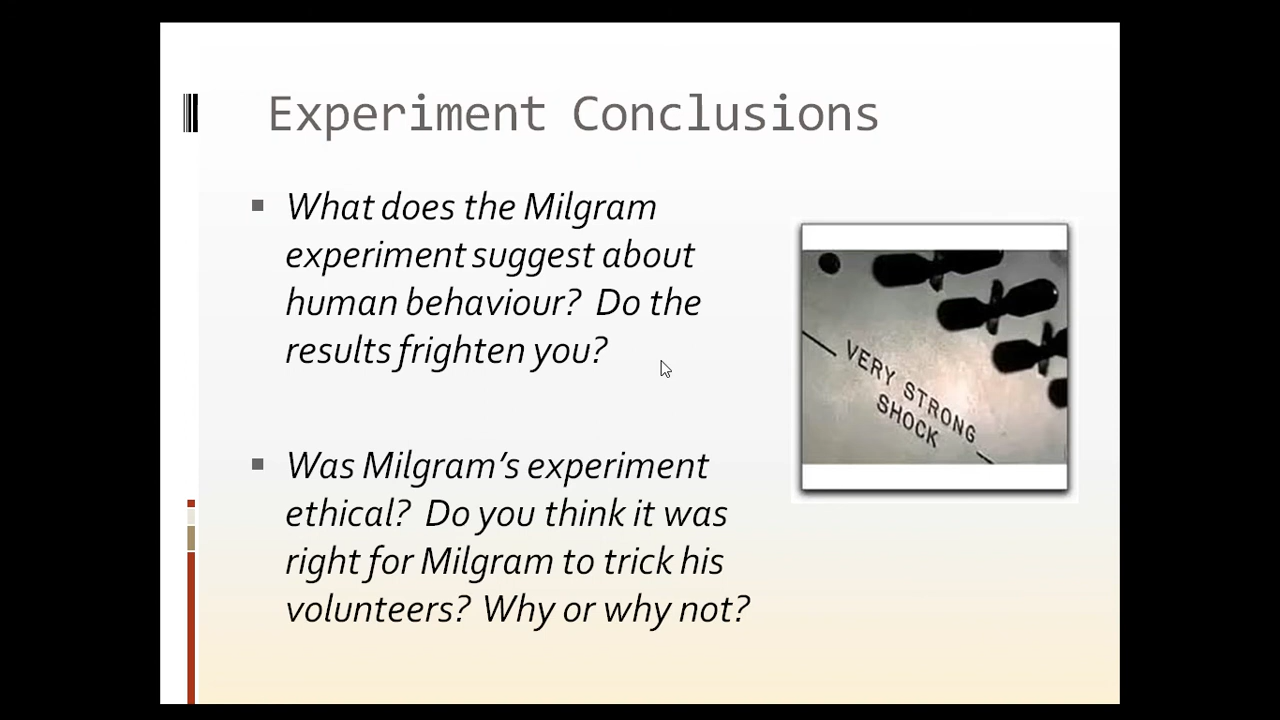 Experiment Conclusions
What does the Milgram
experiment suggest about
human behaviour? Do the
results frighten you?
VERY STRONG
SHOCK
Was Milgram's experiment
ethical? Do you think it was
right for Milgram to trick his
volunteers? Why or why not?